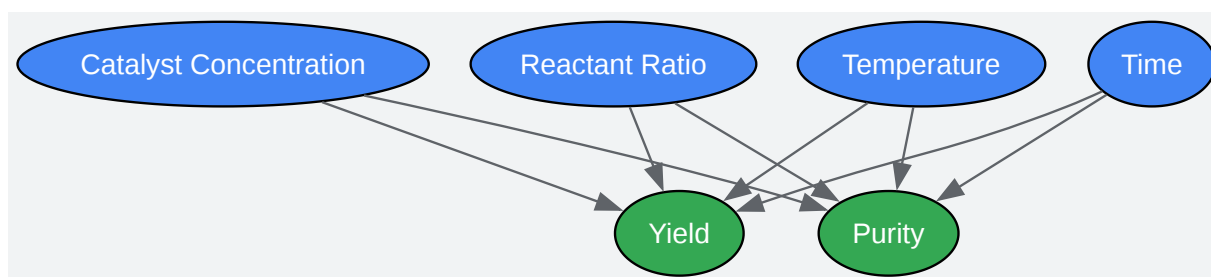 Catalyst Concentration
Reactant Ratio
Temperature
Time
Yield
Purity